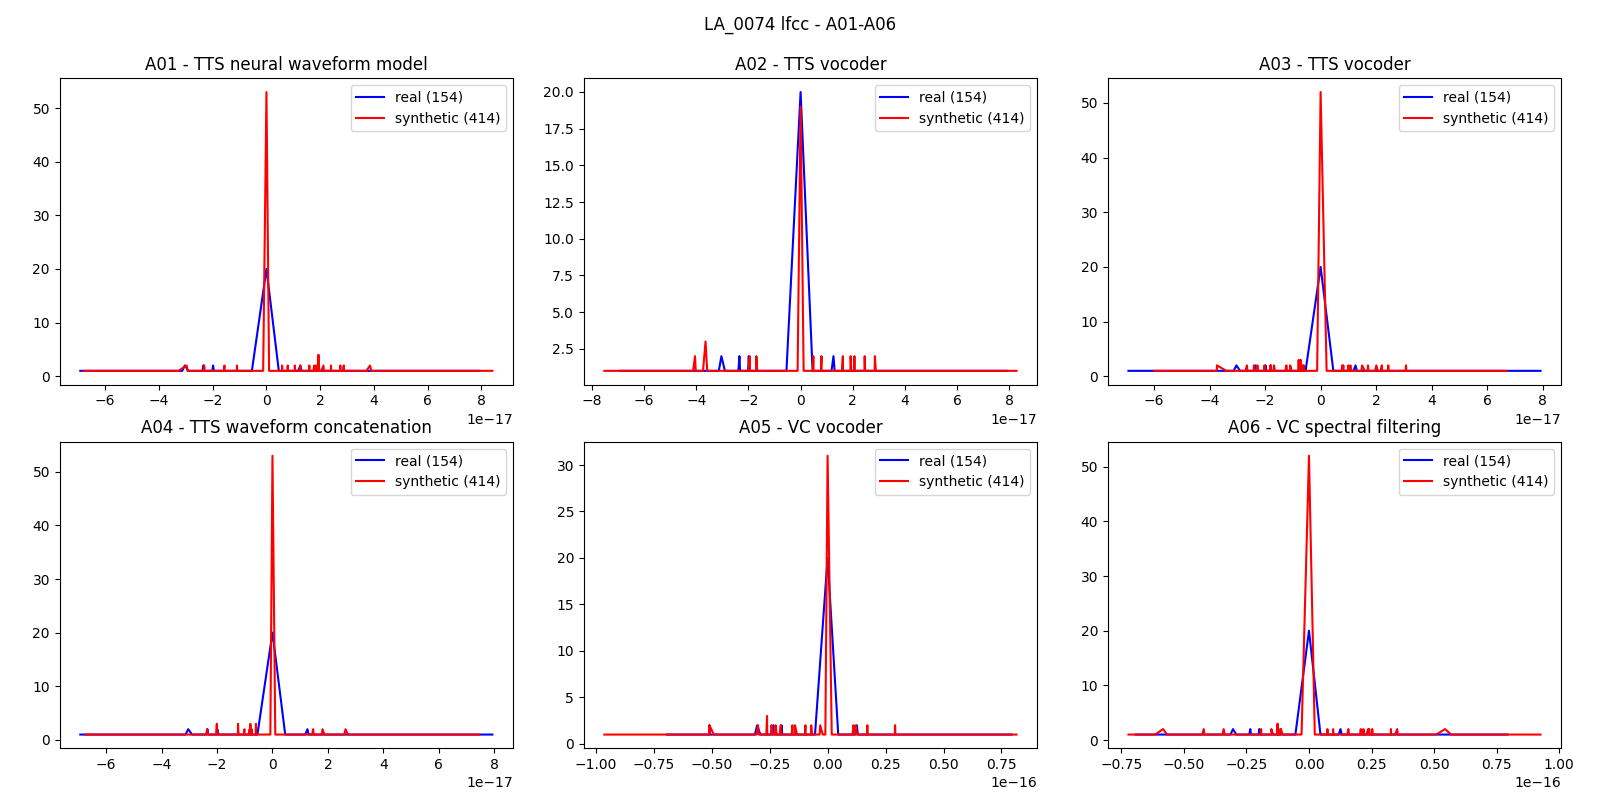 LA_0074 lfcc - A01-A06
A01 - TTS neural waveform model
50
40
30
20
10
0
real (154)
synthetic (414)
−6 −4 −2 0 2 4 6 8
1e−17
A02 - TTS vocoder
20.0
17.5
15.0
12.5
10.0
7.5
5.0
2.5
real (154)
synthetic (414)
−8 −6 −4 −2 0 2 4 6 8
1e−17
A03 - TTS vocoder
50
40
30
20
10
0
real (154)
synthetic (414)
−6 −4 −2 0 2 4 6 8
1e−17
A04 - TTS waveform concatenation
50
40
30
20
10
0
real (154)
synthetic (414)
−6 −4 −2 0 2 4 6 8
1e−17
A05 - VC vocoder
30
25
20
15
10
5
0
real (154)
synthetic (414)
−1.00 −0.75 −0.50 −0.25 0.00 0.25 0.50 0.75
1e−16
A06 - VC spectral filtering
50
40
30
20
10
0
real (154)
synthetic (414)
−0.75 −0.50 −0.25 0.00 0.25 0.50 0.75 1.00
1e−16